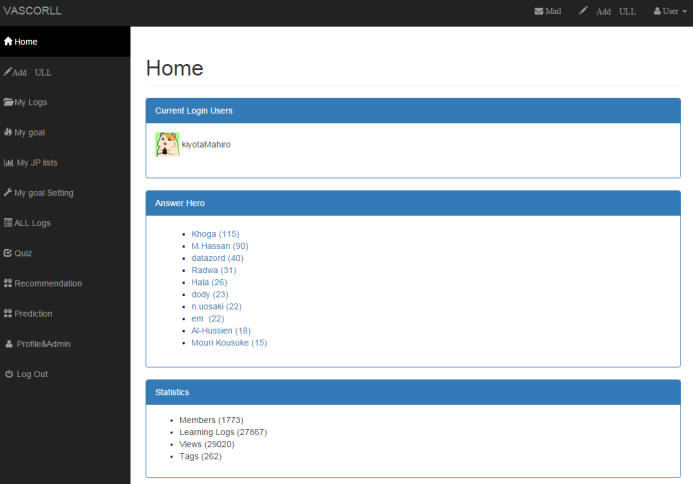 VASCORLL
Mail Add ULL User
Home
Add ULL
My Logs
My goal
My JP lists
My goal Setting
ALL Logs
Quiz
Recommendation
Prediction
Profile&Admin
Log Out
Home
Current Login Users
kiyotaMahiro
Answer Hero
Khoga (115)
M.Hassan (90)
datazord (40)
Radwa (31)
Hala (26)
dody (23)
n.uosaki (22)
em (22)
Al-Hussien (18)
Mouri Kousuke (15)
Statistics
Members (1773)
Learning Logs (27867)
Views (29020)
Tags (262)